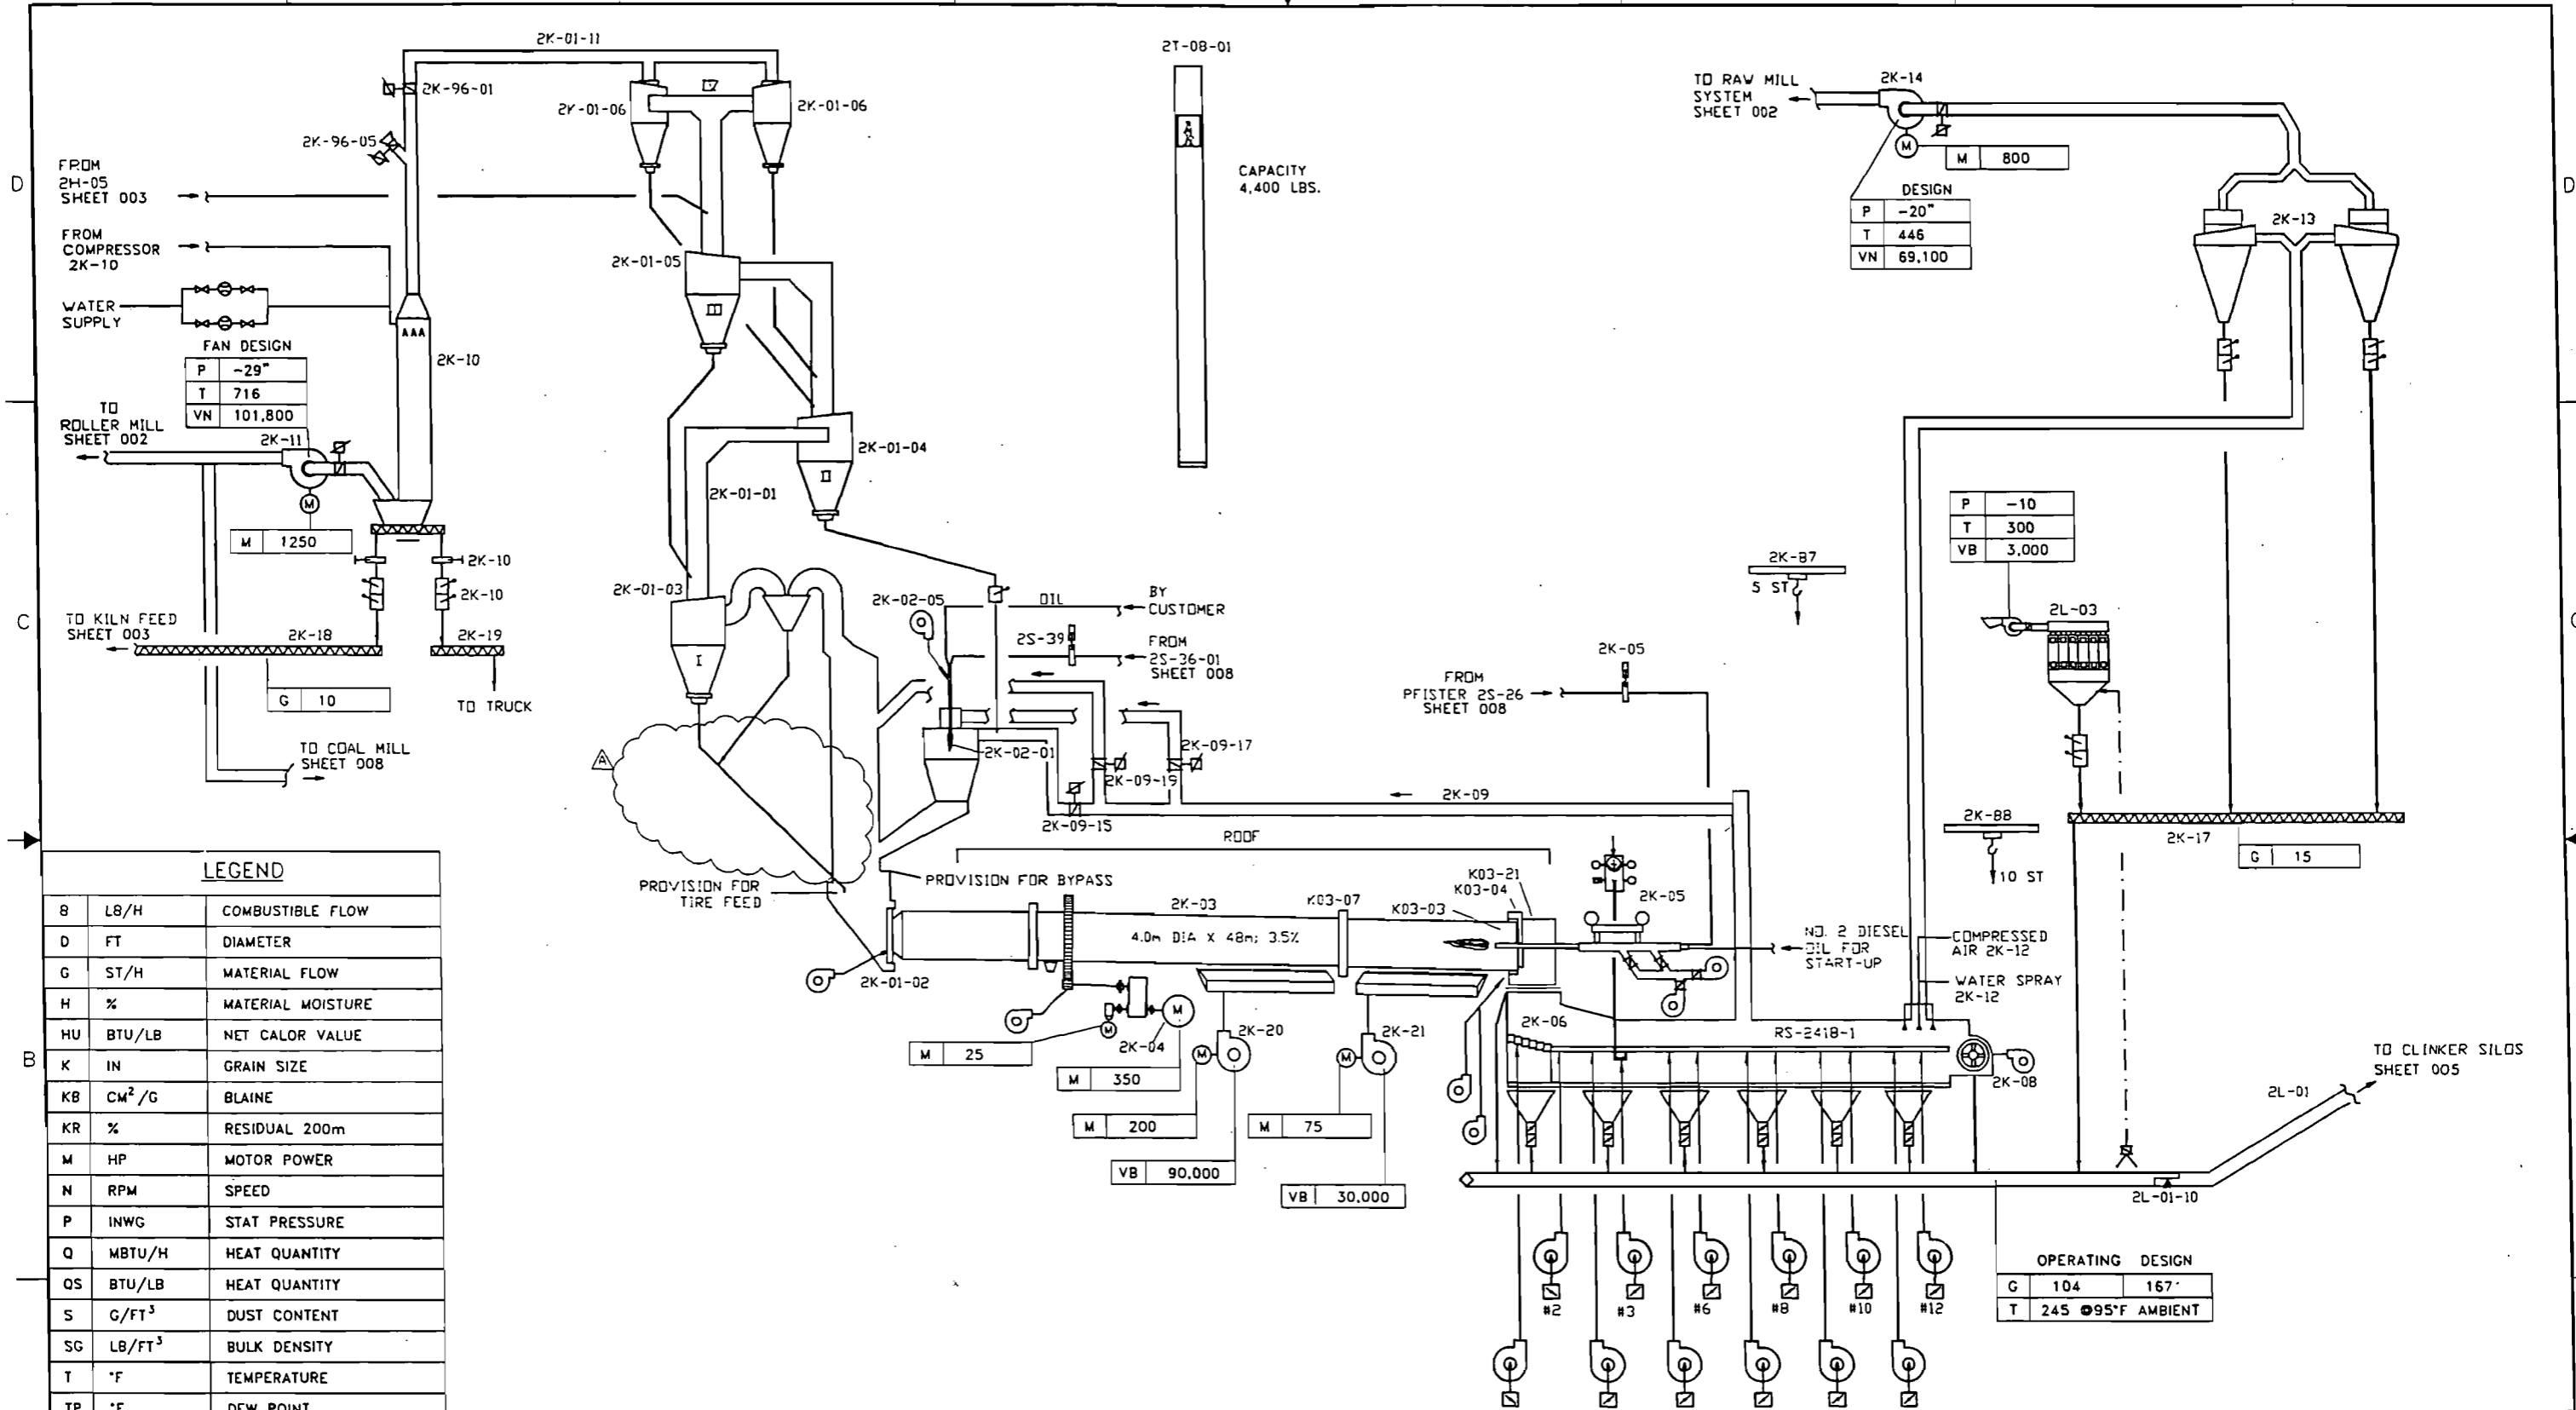 2K-01-11
2T-08-01
2K-96-01
2K-01-06
IV
2K-01-06
TO RAW MILL
SYSTEM
SHEET 002
2K-14
2K-96-05
M 800
FROM
2H-05
SHEET 003
CAPACITY
4,400 LBS.
DESIGN
P -20"
T 446
VN 69,100
2K-13
FROM
COMPRESSOR
2K-10
2K-01-05
III
WATER
SUPPLY
AAA
2K-10
FAN DESIGN
P -29"
T 716
VN 101,800
TO
ROLLER MILL
SHEET 002
2K-11
M 1250
2K-01-04
II
2K-01-01
P -10
T 300
VB 3,000
2K-10
2K-10
2K-01-03
I
2K-02-05
OIL
BY
CUSTOMER
2K-87
5 ST
2L-03
TO KILN FEED
SHEET 003
2K-18
2K-19
2S-39
FROM
2S-36-01
SHEET 008
2K-05
FROM
PFISTER 2S-26
SHEET 008
G 10
TO TRUCK
TO COAL MILL
SHEET 008
A
2K-02-01
2K-09-17
2K-09-19
2K-09
2K-09-15
2K-88
10 ST
2K-17
G 15
ROOF
PROVISION FOR
TIRE FEED
PROVISION FOR BYPASS
2K-03
K03-07
K03-03
K03-04
K03-21
2K-05
4.0m DIA X 48m; 3.5%
NO. 2 DIESEL
OIL FOR
START-UP
COMPRESSED
AIR 2K-12
WATER SPRAY
2K-12
2K-01-02
2K-06
RS-2418-1
M 25
2K-04
M 350
2K-20
2K-21
2K-08
TO CLINKER SILOS
SHEET 005
2L-01
M 200
M 75
VB 90,000
VB 30,000
2L-01-10
#2
#3
#6
#8
#10
#12
OPERATING DESIGN
G 104 167
T 245 @95°F AMBIENT
LEGEND
8 LB/H COMBUSTIBLE FLOW
D FT DIAMETER
G ST/H MATERIAL FLOW
H % MATERIAL MOISTURE
HU BTU/LB NET CALOR VALUE
K IN GRAIN SIZE
KB CM²/G BLAINE
KR % RESIDUAL 200m
M HP MOTOR POWER
N RPM SPEED
P INWG STAT PRESSURE
Q MBTU/H HEAT QUANTITY
QS BTU/LB HEAT QUANTITY
S G/FT³ DUST CONTENT
SG LB/FT³ BULK DENSITY
T °F TEMPERATURE
TP °F DEW POINT
D
D
C
B